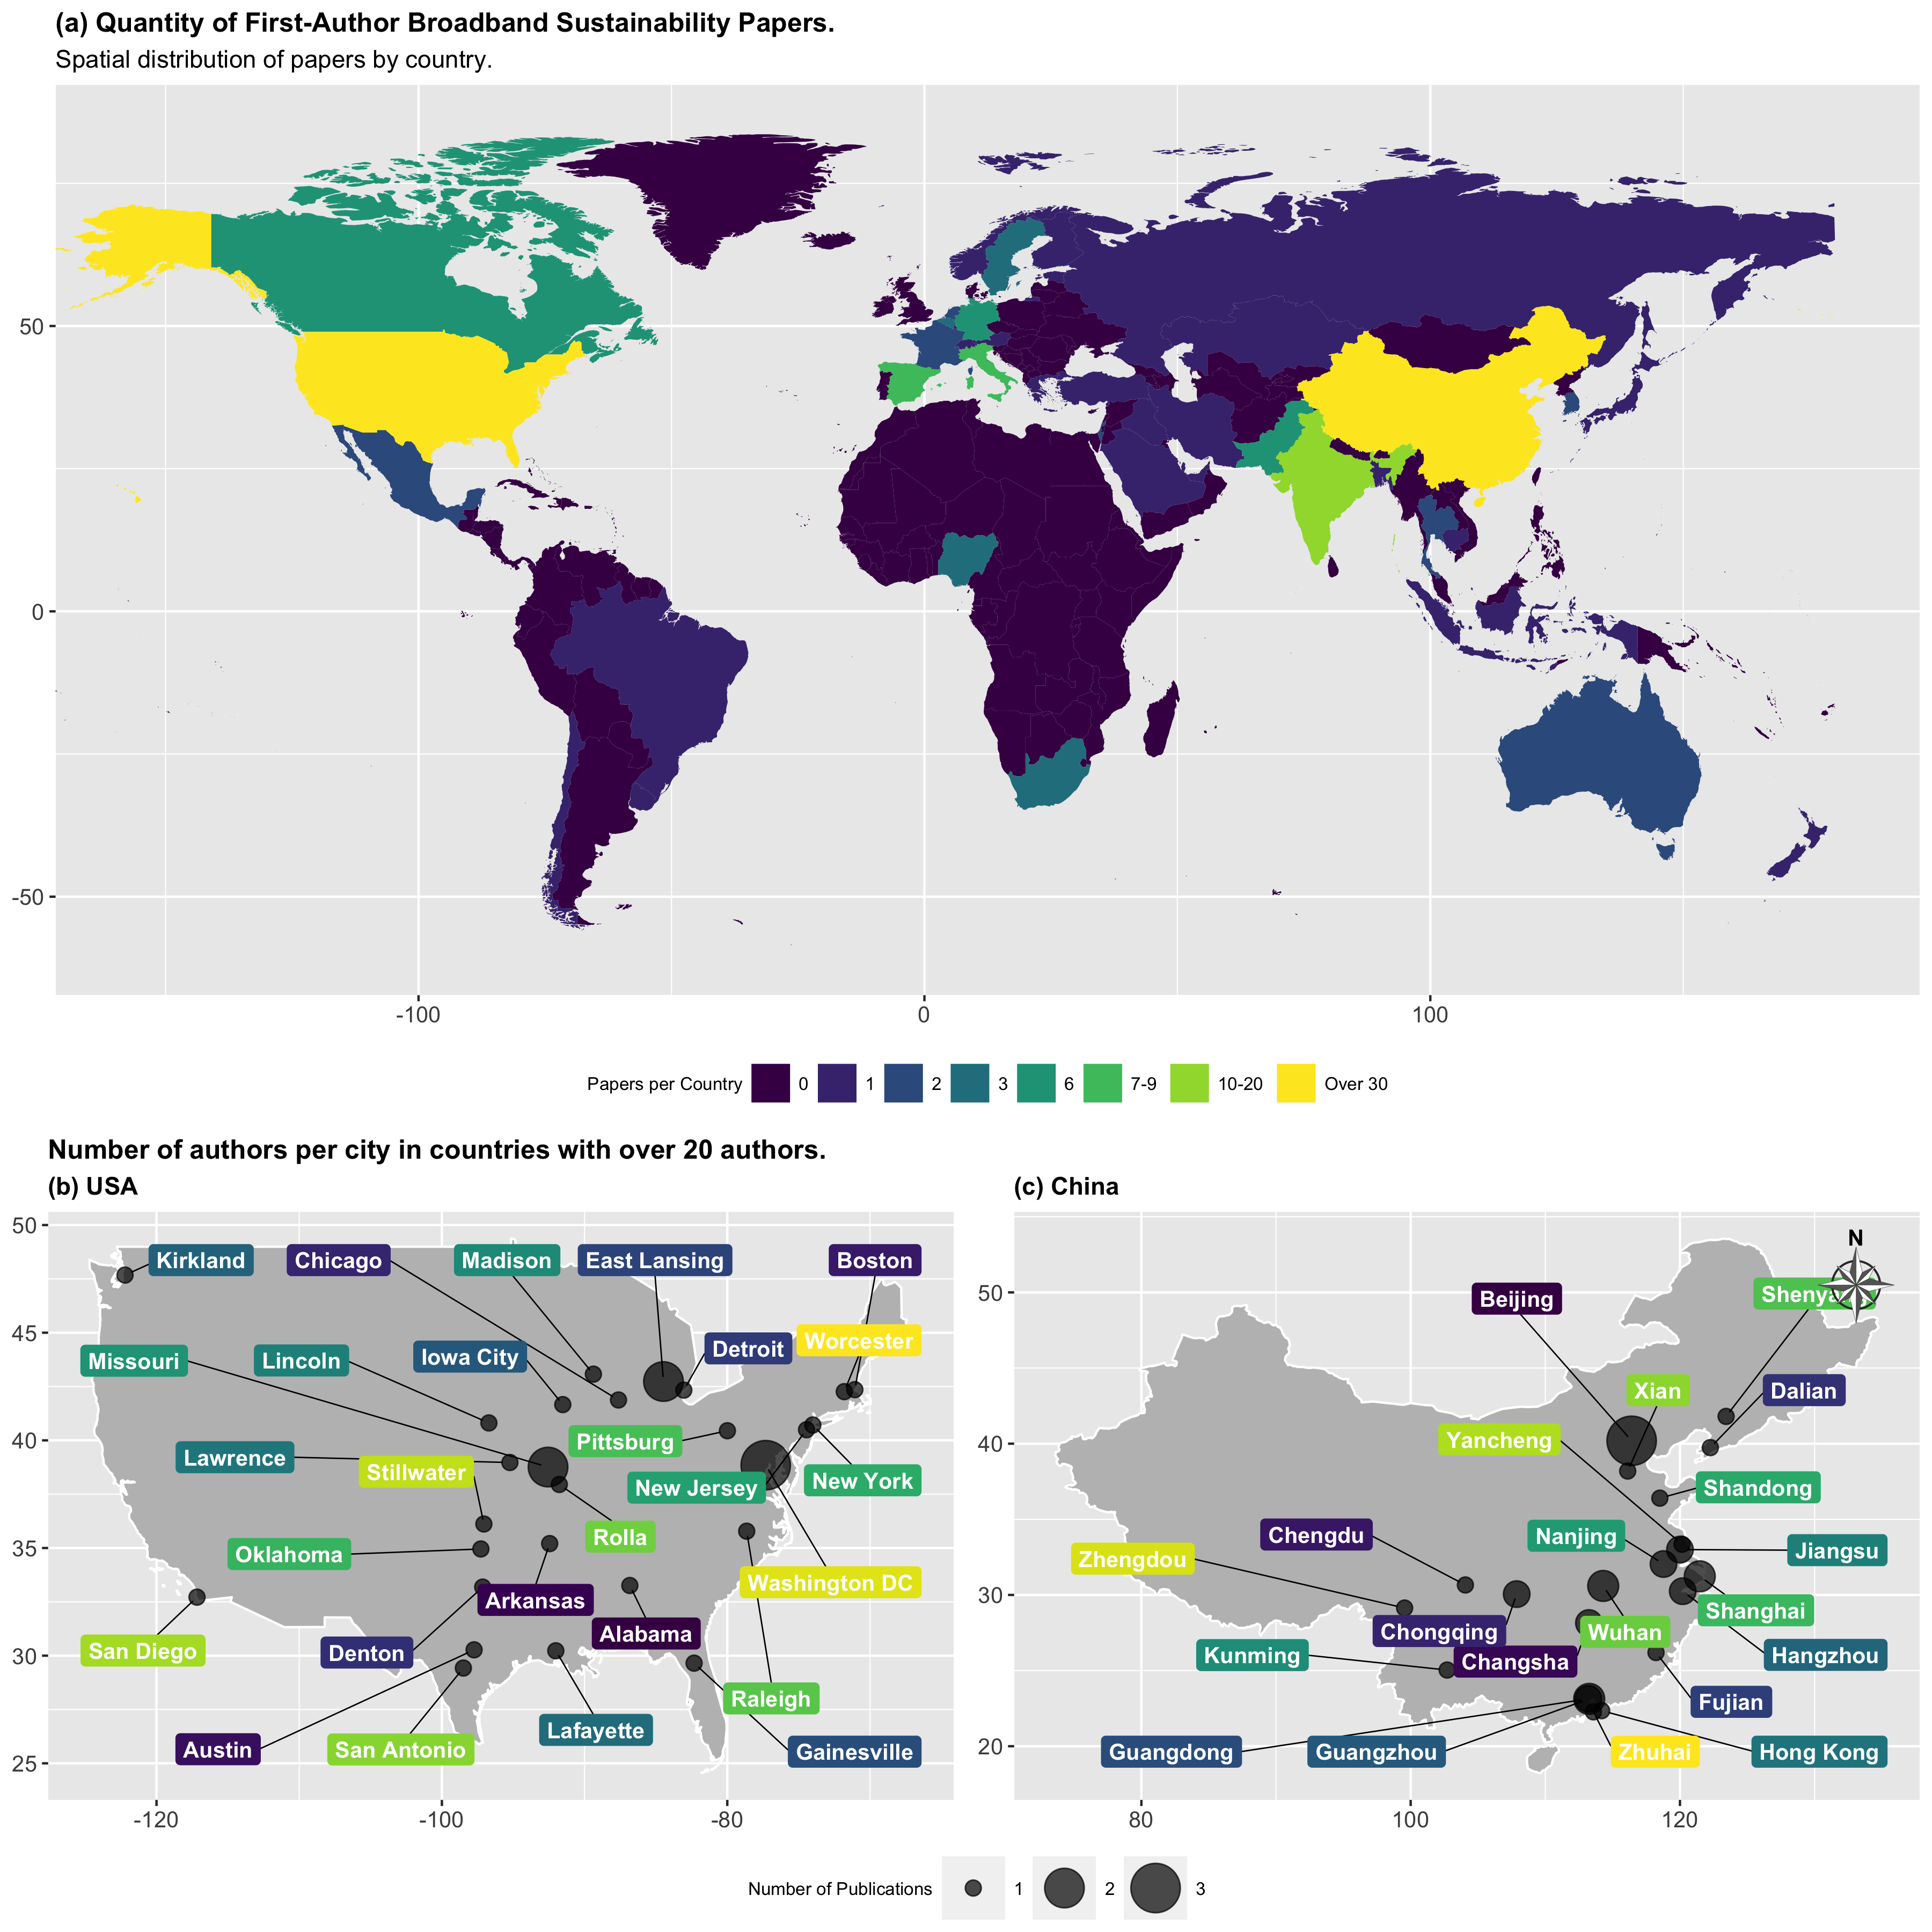 (a) Quantity of First-Author Broadband Sustainability Papers.
Spatial distribution of papers by country.
50
0
-50
-100
0
100
Papers per Country
0
1
2
3
6
7-9
10-20
Over 30
Number of authors per city in countries with over 20 authors.
(b) USA
50
45
40
35
30
25
-120
-100
-80
Kirkland
Chicago
Madison
East Lansing
Boston
Worcester
Detroit
Iowa City
Lincoln
Missouri
Pittsburg
Lawrence
Stillwater
New Jersey
New York
Rolla
Oklahoma
Washington DC
Arkansas
Alabama
San Diego
Denton
Raleigh
Lafayette
Austin
San Antonio
Gainesville
(c) China
N
50
40
30
20
80
100
120
Beijing
Xian
Dalian
Yancheng
Shandong
Chengdu
Nanjing
Jiangsu
Zhengdou
Shanghai
Chongqing
Wuhan
Kunming
Changsha
Hangzhou
Fujian
Guangdong
Guangzhou
Zhuhai
Hong Kong
Number of Publications
1
2
3